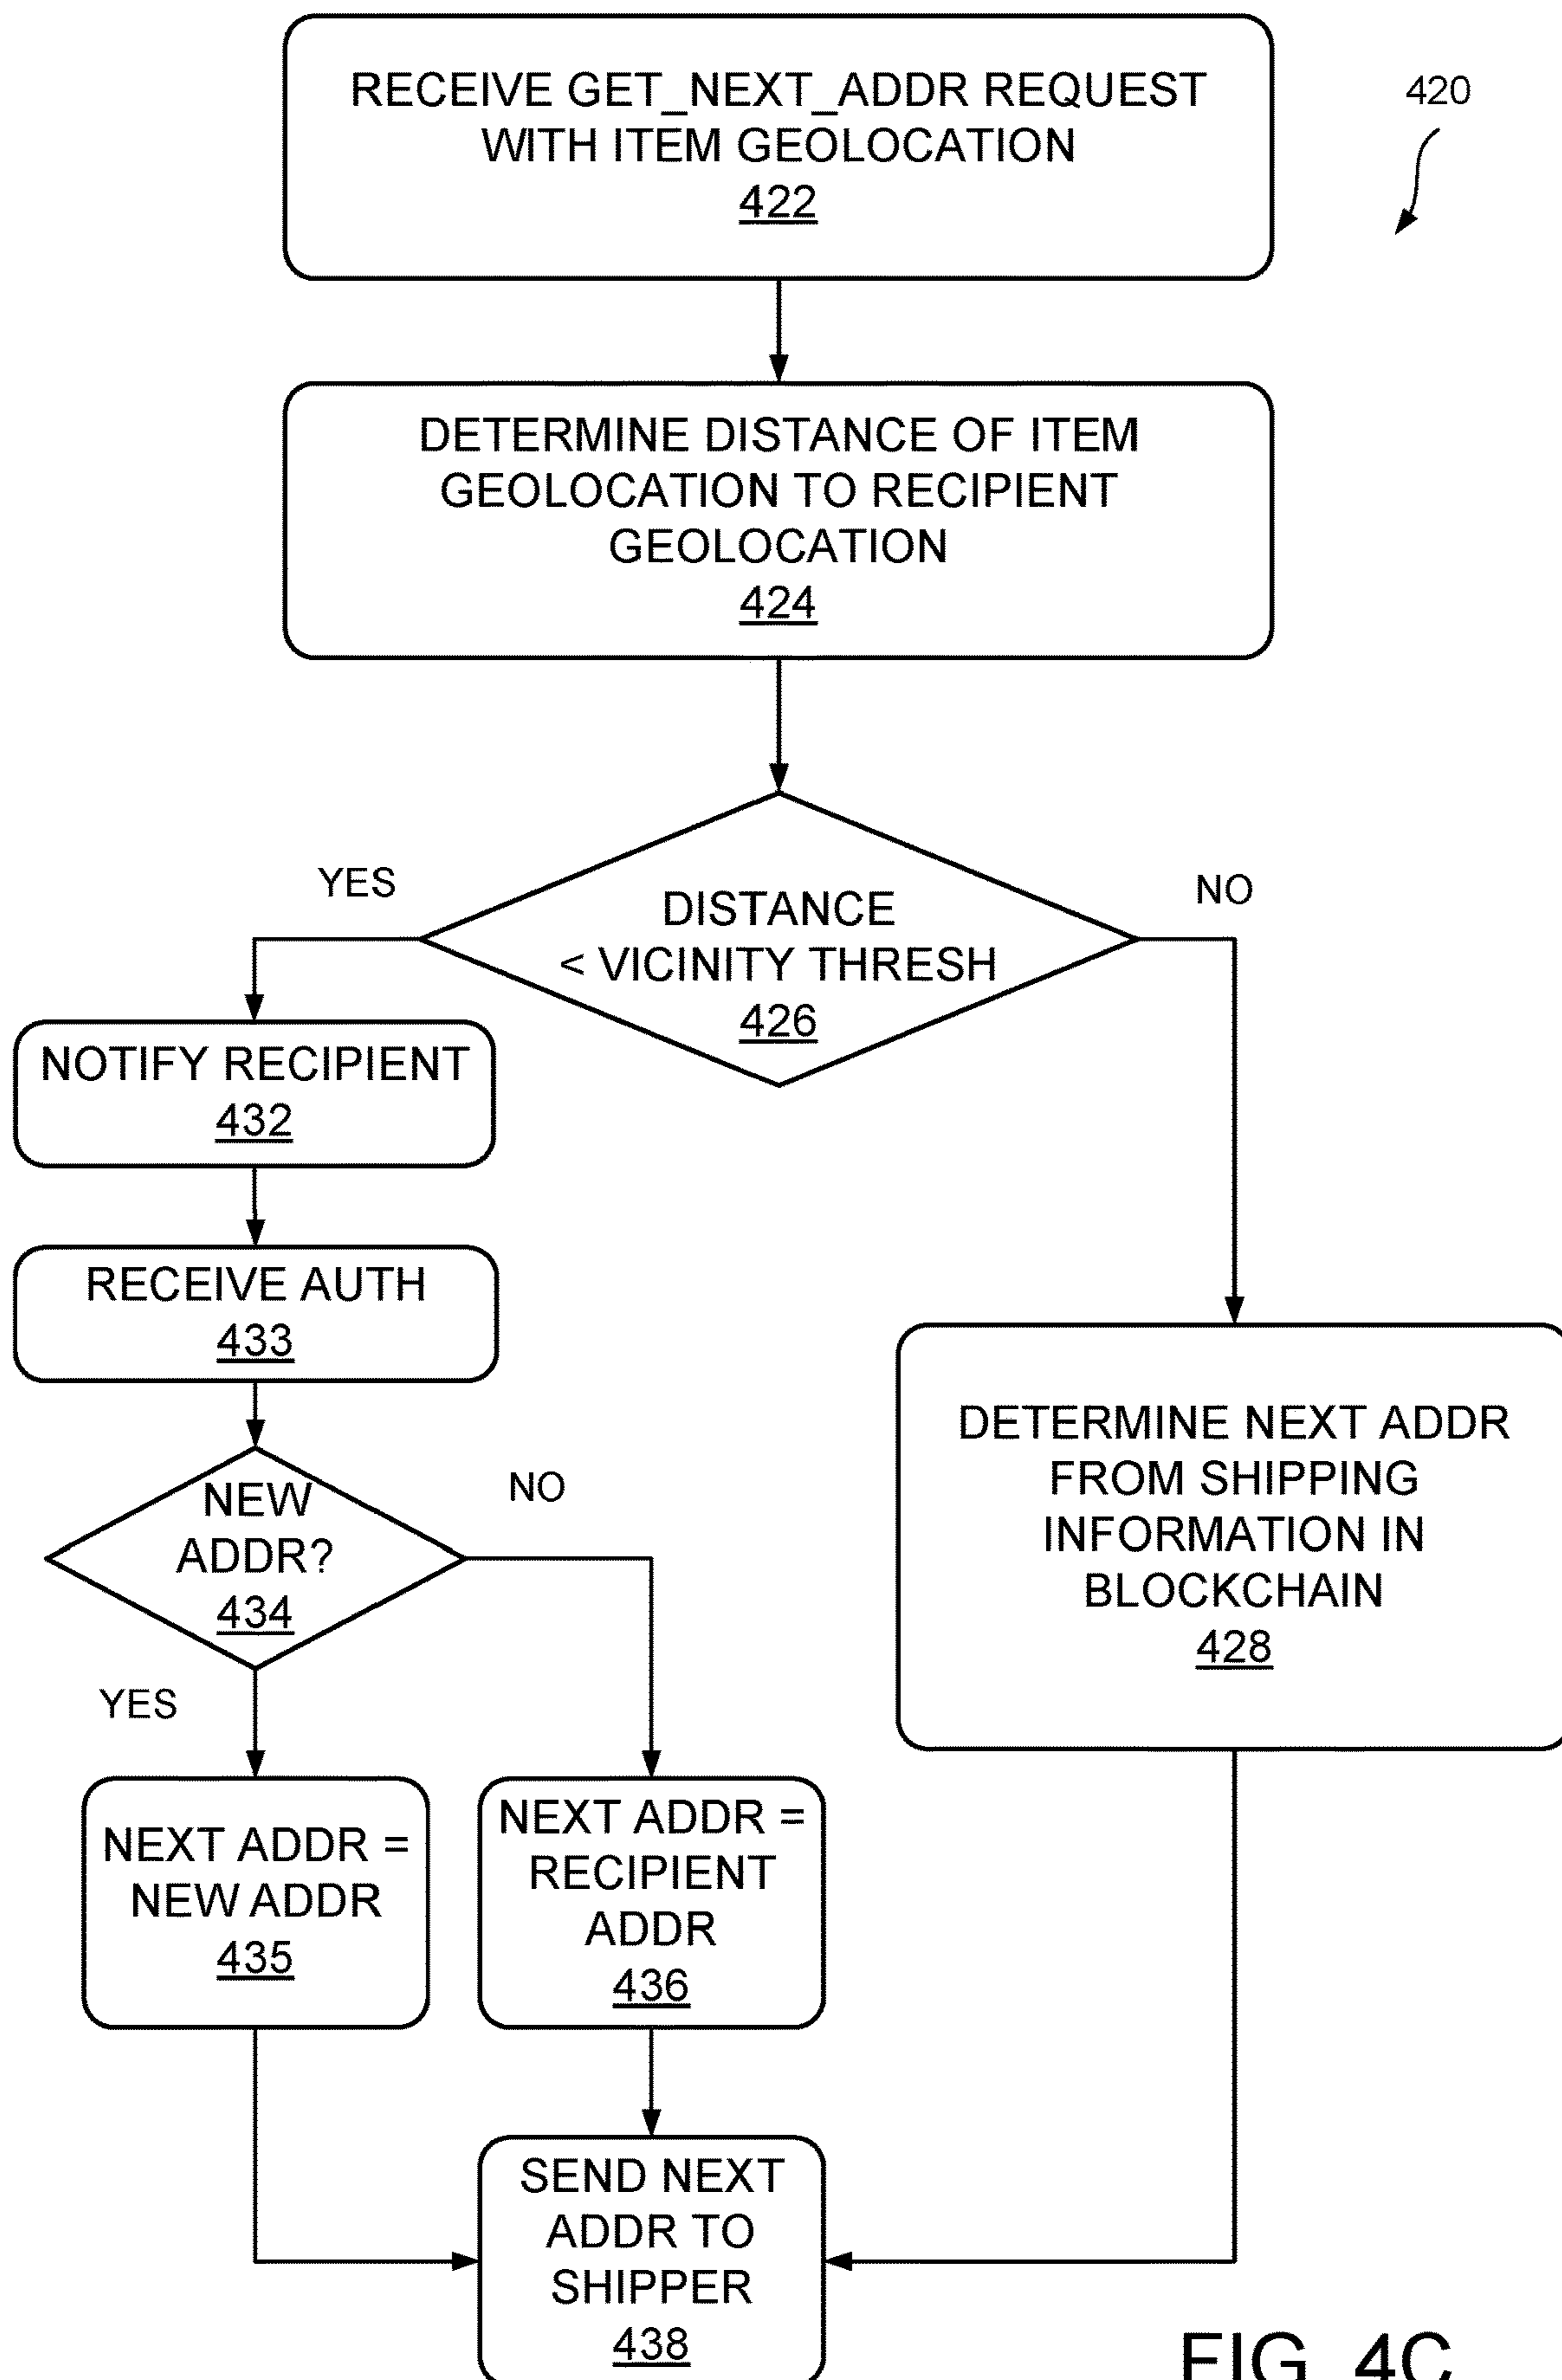 RECEIVE GET_NEXT_ADDR REQUEST
WITH ITEM GEOLOCATION
422
420
DETERMINE DISTANCE OF ITEM
GEOLOCATION TO RECIPIENT
GEOLOCATION
424
YES
NO
DISTANCE
< VICINITY THRESH
426
NOTIFY RECIPIENT
432
RECEIVE AUTH
433
NEW
ADDR?
434
NO
YES
DETERMINE NEXT ADDR
FROM SHIPPING
INFORMATION IN
BLOCKCHAIN
428
NEXT ADDR =
NEW ADDR
435
NEXT ADDR =
RECIPIENT
ADDR
436
SEND NEXT
ADDR TO
SHIPPER
438
FIG. 4C